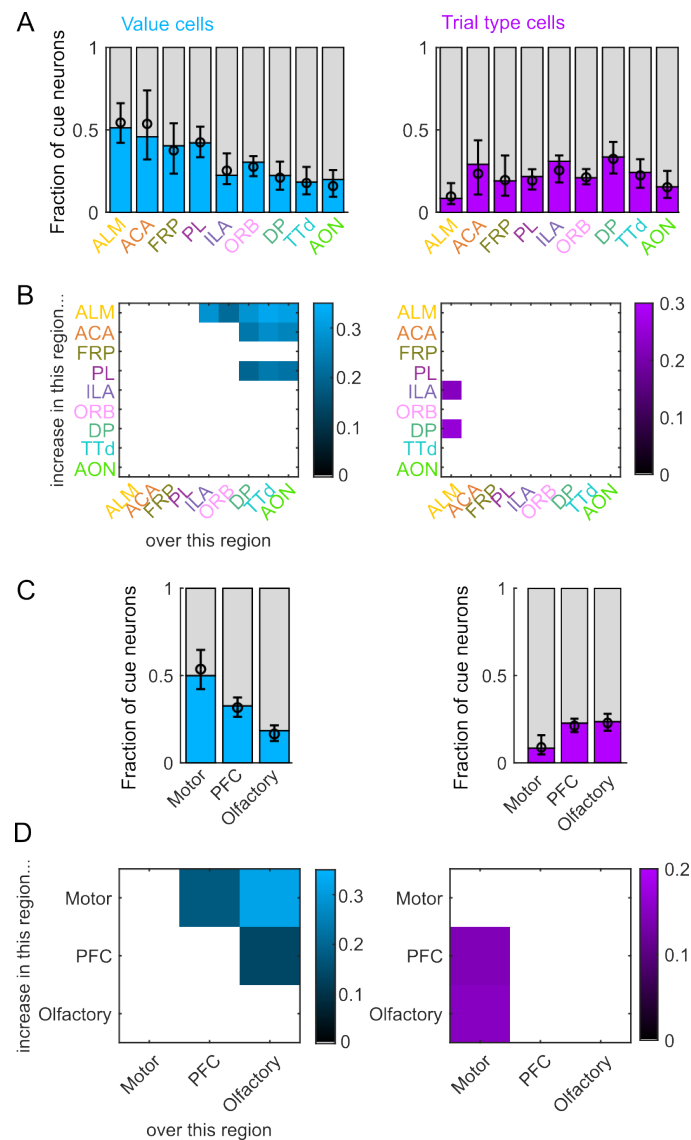 A
Value cells
Trial type cells
Fraction of cue neurons
1
0.5
0
ALM
ACA
FRP
PL
ILA
ORB
DP
TTd
AON
1
0.5
0
ALM
ACA
FRP
PL
ILA
ORB
DP
TTd
AON
B
increase in this region...
ALM
ACA
FRP
PL
ILA
ORB
DP
TTd
AON
ALM
ACA
FRP
PL
ILA
ORB
DP
TTd
AON
over this region
0.3
0.2
0.1
0
ALM
ACA
FRP
PL
ILA
ORB
DP
TTd
AON
ALM
ACA
FRP
PL
ILA
ORB
DP
TTd
AON
0.3
0.2
0.1
0
C
Fraction of cue neurons
1
0.5
0
Motor
PFC
Olfactory
Fraction of cue neurons
1
0.5
0
Motor
PFC
Olfactory
D
increase in this region...
Motor
PFC
Olfactory
Motor
PFC
Olfactory
over this region
0.3
0.2
0.1
0
Motor
PFC
Olfactory
Motor
PFC
Olfactory
0.2
0.1
0